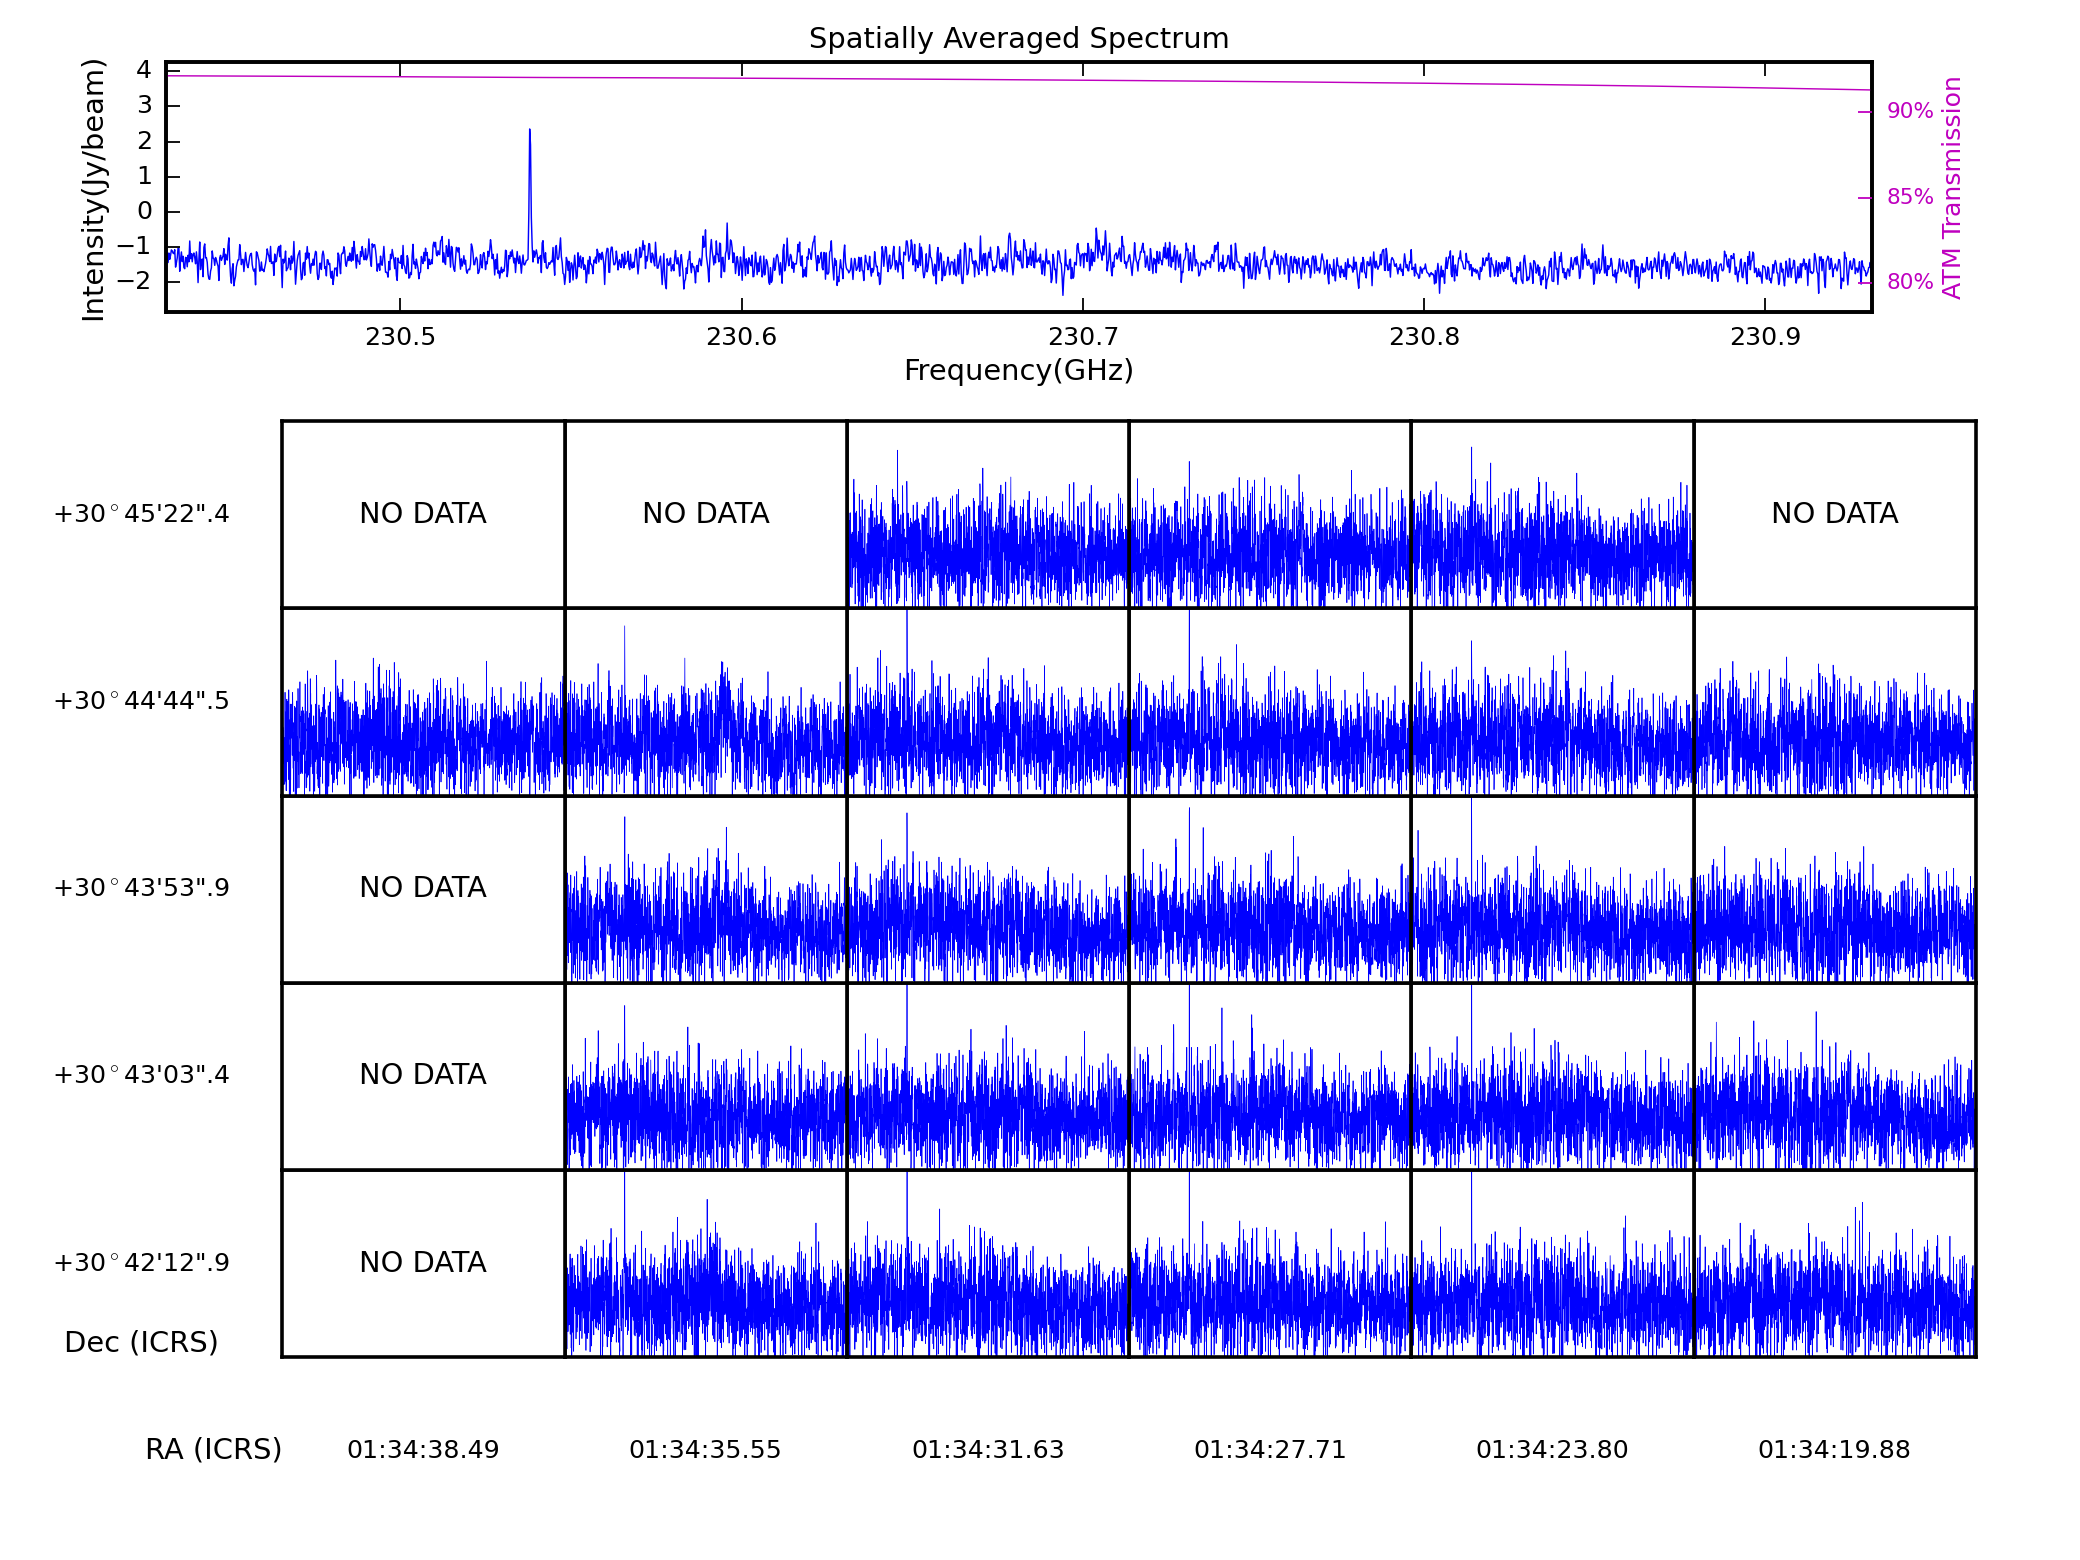 Spatially Averaged Spectrum
Intensity(Jy/beam)
4
3
2
1
0
−1
−2
90%
85%
80%
ATM Transmission
230.5 230.6 230.7 230.8 230.9
Frequency(GHz)
+30°45'22".4 NO DATA NO DATA NO DATA
+30°44'44".5
+30°43'53".9 NO DATA
+30°43'03".4 NO DATA
+30°42'12".9 NO DATA
Dec (ICRS)
RA (ICRS) 01:34:38.49 01:34:35.55 01:34:31.63 01:34:27.71 01:34:23.80 01:34:19.88